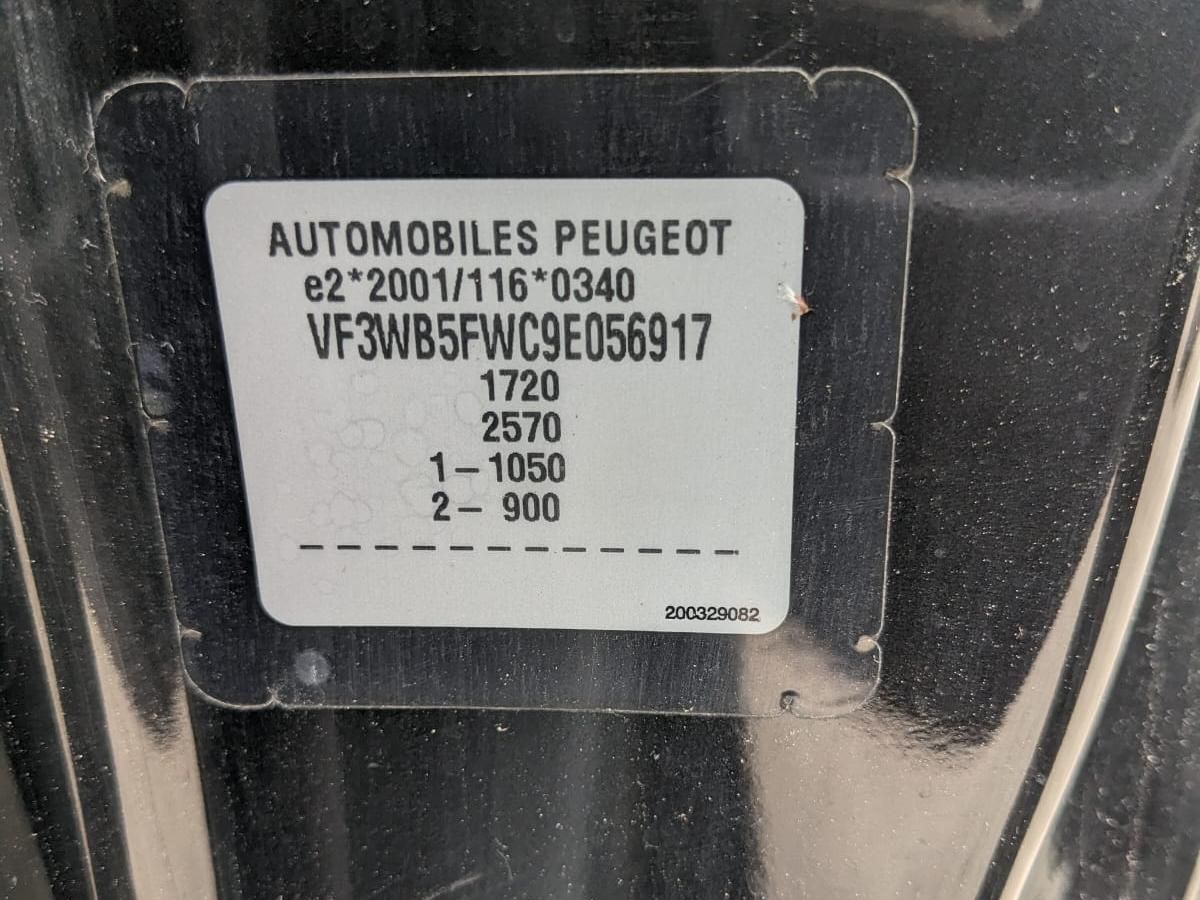 AUTOMOBILES PEUGEOT
e2*2001/116*0340
VF3WB5FWC9E056917
1720
2570
1– 1050
2– 900
– – – – – – – – – – – –
200329082